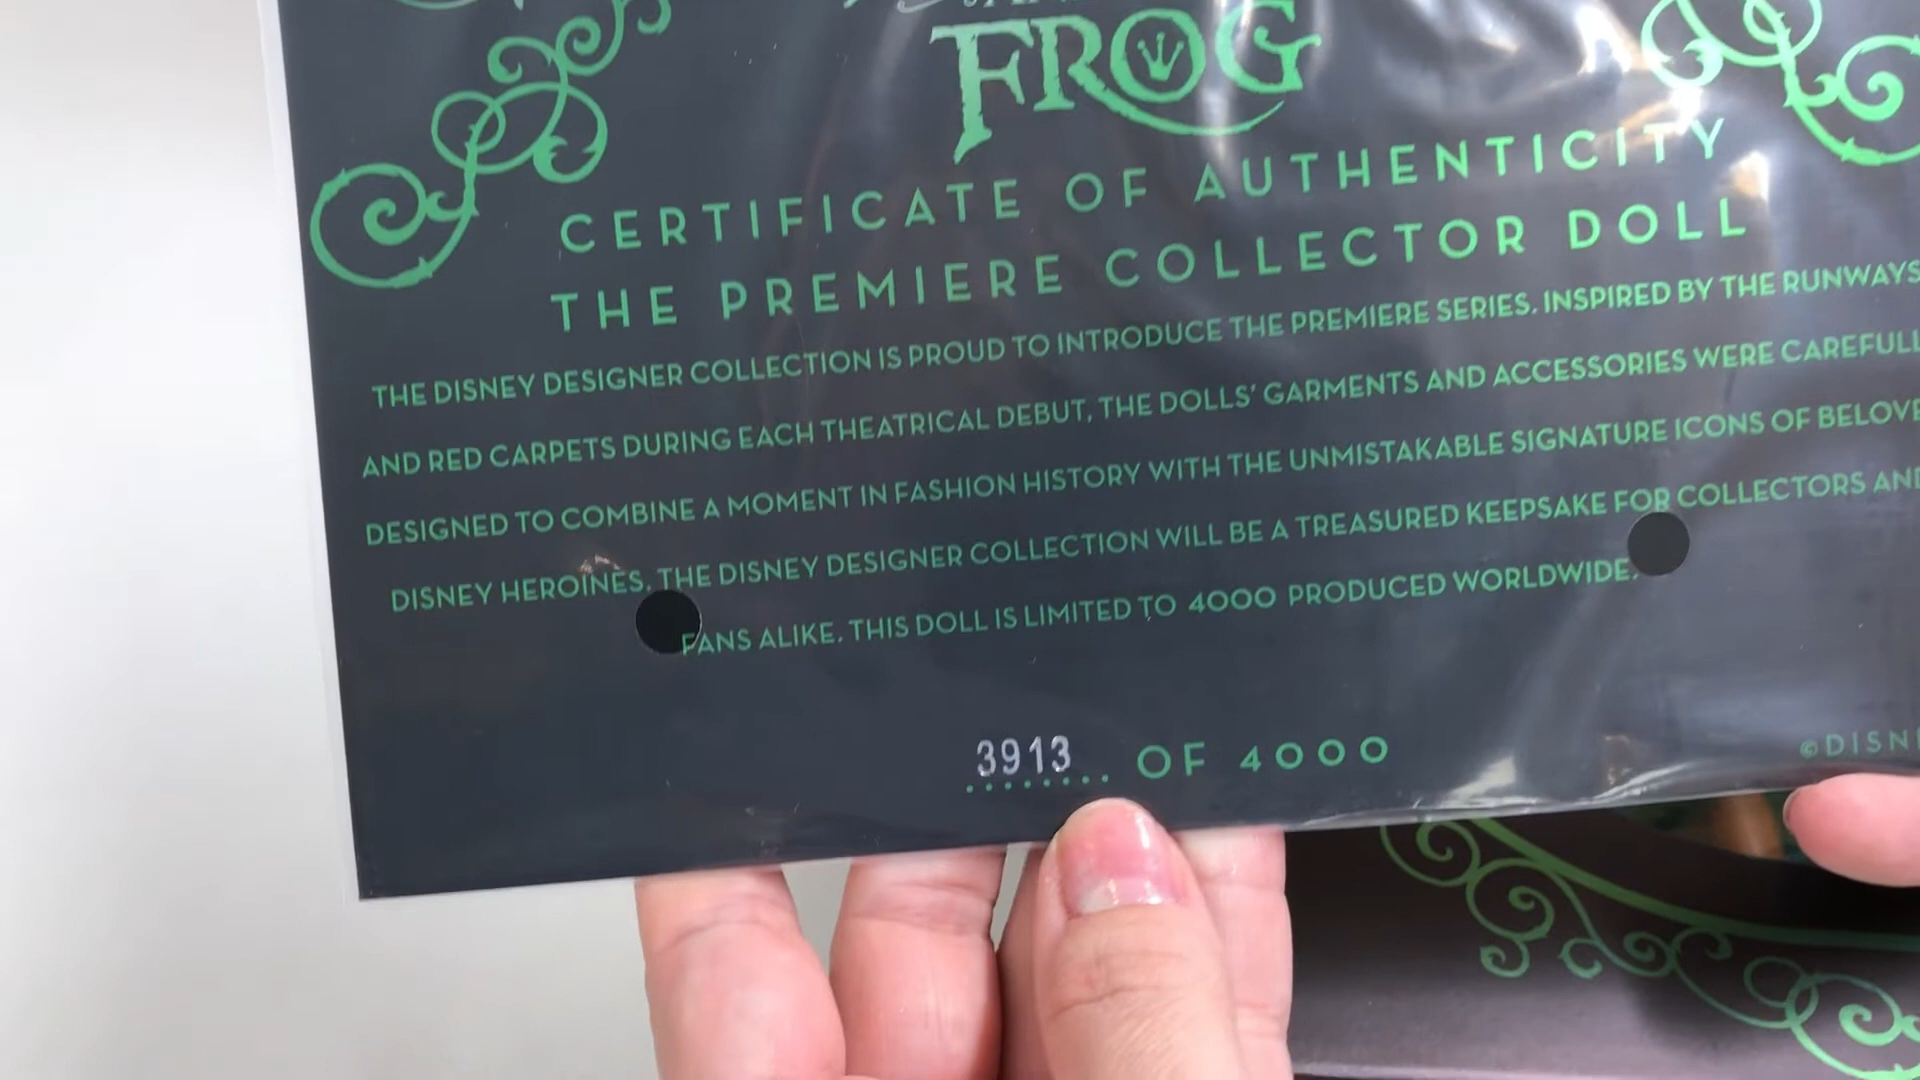 FROG
CERTIFICATE OF AUTHENTICITY
THE PREMIERE COLLECTOR DOLL
THE DISNEY DESIGNER COLLECTION IS PROUD TO INTRODUCE THE PREMIERE SERIES. INSPIRED BY THE RUNWAYS
AND RED CARPETS DURING EACH THEATRICAL DEBUT, THE DOLLS' GARMENTS AND ACCESSORIES WERE CAREFULL
DESIGNED TO COMBINE A MOMENT IN FASHION HISTORY WITH THE UNMISTAKABLE SIGNATURE ICONS OF BELOVE
DISNEY HEROINES. THE DISNEY DESIGNER COLLECTION WILL BE A TREASURED KEEPSAKE FOR COLLECTORS AND
FANS ALIKE. THIS DOLL IS LIMITED TO 4000 PRODUCED WORLDWIDE.
3913 OF 4000
©DISN